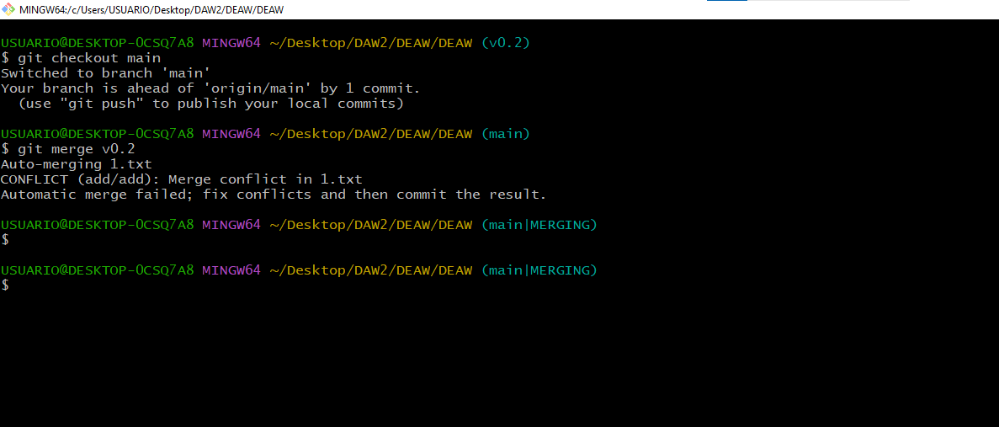 MINGW64:/c/Users/USUARIO/Desktop/DAW2/DEAW/DEAW
USUARIO@DESKTOP-0CSQ7A8 MINGW64 ~/Desktop/DAW2/DEAW/DEAW (v0.2)
$ git checkout main
Switched to branch 'main'
Your branch is ahead of 'origin/main' by 1 commit.
  (use "git push" to publish your local commits)
USUARIO@DESKTOP-0CSQ7A8 MINGW64 ~/Desktop/DAW2/DEAW/DEAW (main)
$ git merge v0.2
Auto-merging 1.txt
CONFLICT (add/add): Merge conflict in 1.txt
Automatic merge failed; fix conflicts and then commit the result.
USUARIO@DESKTOP-0CSQ7A8 MINGW64 ~/Desktop/DAW2/DEAW/DEAW (main|MERGING)
$
USUARIO@DESKTOP-0CSQ7A8 MINGW64 ~/Desktop/DAW2/DEAW/DEAW (main|MERGING)
$